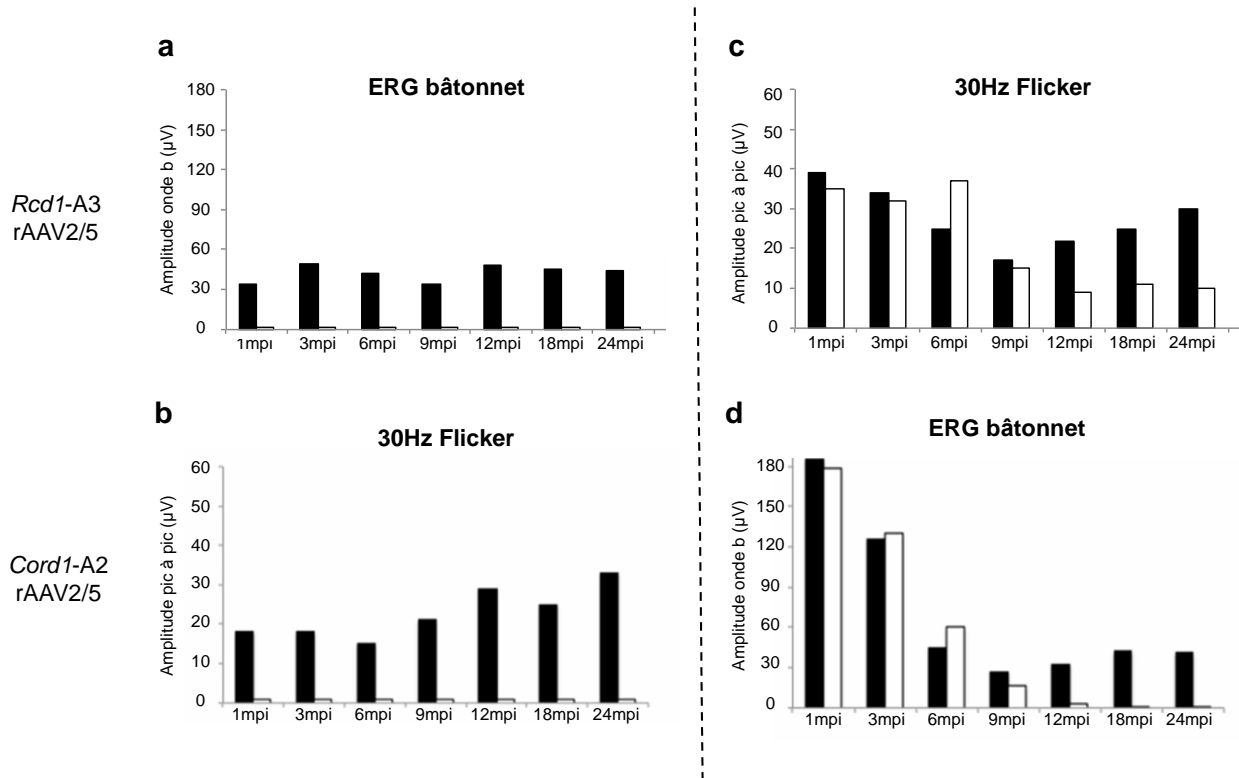 a
ERG bâtonnet
Amplitude onde b (µV)
180
150
120
90
60
30
0
1mpi 3mpi 6mpi 9mpi 12mpi 18mpi 24mpi
Rcd1-A3
rAAV2/5
c
30Hz Flicker
Amplitude pic à pic (µV)
60
50
40
30
20
10
0
1mpi 3mpi 6mpi 9mpi 12mpi 18mpi 24mpi
b
30Hz Flicker
Amplitude pic à pic (µV)
60
50
40
30
20
10
0
1mpi 3mpi 6mpi 9mpi 12mpi 18mpi 24mpi
Cord1-A2
rAAV2/5
d
ERG bâtonnet
Amplitude onde b (µV)
180
150
120
90
60
30
0
1mpi 3mpi 6mpi 9mpi 12mpi 18mpi 24mpi